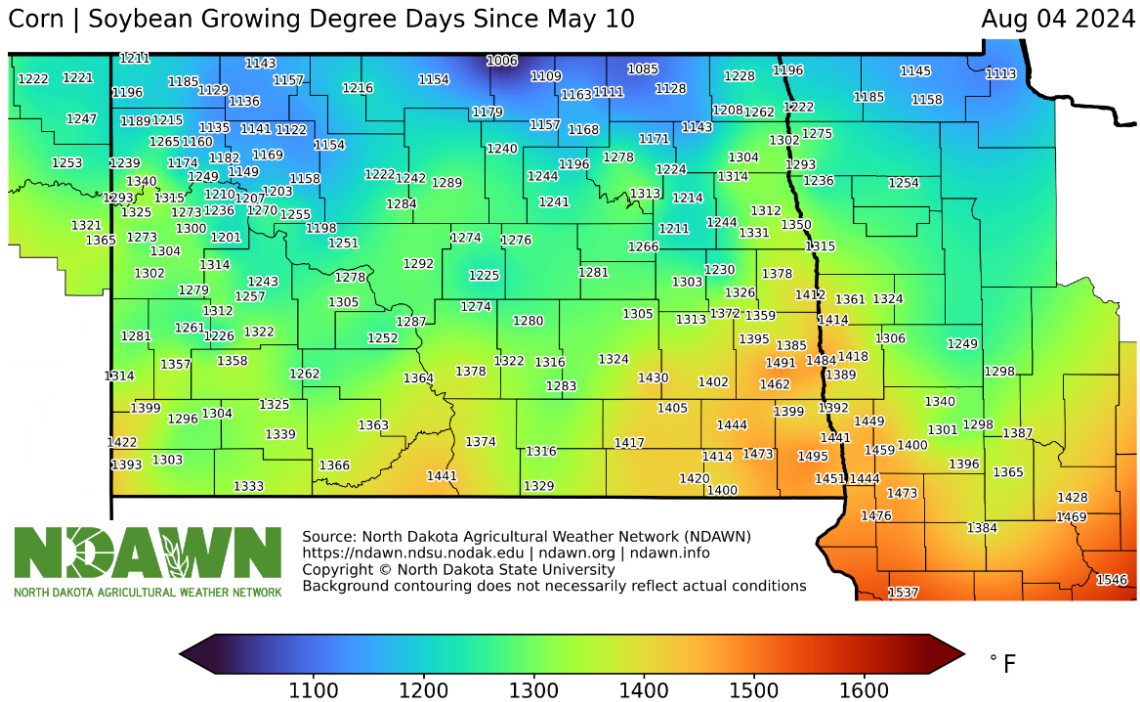 Corn | Soybean Growing Degree Days Since May 10
Aug 04 2024
1211 1143 1006 1085 1196 1145 1113
1222 1221 1185 1157 1154 1109 1228
1196 1129 1216 1163 1111 1128 1185 1158
1136 1179 1208 1262 1222
1247 1189 1215 1135 1141 1122 1157 1168 1143 1275
1265 1160 1154 1240 1171 1302
1253 1239 1174 1182 1169 1196 1278 1304 1293
1340 1249 1149 1158 1222 1242 1289 1244 1224 1314 1236 1254
1293 1315 1210 1207 1203 1284 1241 1313 1214
1325 1273 1236 1270 1255 1312
1321 1300 1198 1211 1244 1331 1350
1365 1273 1201 1251 1274 1276 1266 1315
1304 1314 1292
1302 1243 1278 1225 1281 1303 1230 1378
1279 1257 1305 1326 1412 1361 1324
1312 1274 1305 1372 1359
1261 1322 1287 1280 1313 1414
1281 1226 1252 1395 1385 1306 1249
1357 1358 1322 1316 1324 1491 1484 1418
1314 1262 1364 1378 1283 1430 1402 1462 1389 1298
1399 1304 1325 1405 1399 1392 1340
1296 1363 1444 1449 1301 1298
1422 1339 1374 1417 1441 1400 1387
1393 1303 1366 1316 1414 1473 1495 1459 1396 1365
1333 1441 1329 1420 1400 1451 1444 1473 1428
1476 1384 1469
1537 1546
NDAWN
NORTH DAKOTA AGRICULTURAL WEATHER NETWORK
Source: North Dakota Agricultural Weather Network (NDAWN)
https://ndawn.ndsu.nodak.edu | ndawn.org | ndawn.info
Copyright © North Dakota State University
Background contouring does not necessarily reflect actual conditions
1100 1200 1300 1400 1500 1600
°F